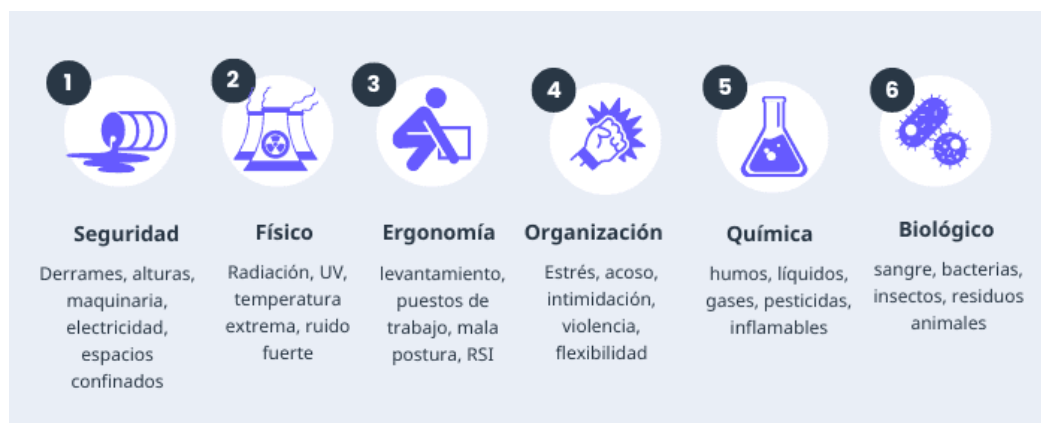 1
Seguridad
Derrames, alturas,
maquinaria,
electricidad,
espacios
confinados
2
Físico
Radiación, UV,
temperatura
extrema, ruido
fuerte
3
Ergonomía
levantamiento,
puestos de
trabajo, mala
postura, RSI
4
Organización
Estrés, acoso,
intimidación,
violencia,
flexibilidad
5
Química
humos, líquidos,
gases, pesticidas,
inflamables
6
Biológico
sangre, bacterias,
insectos, residuos
animales